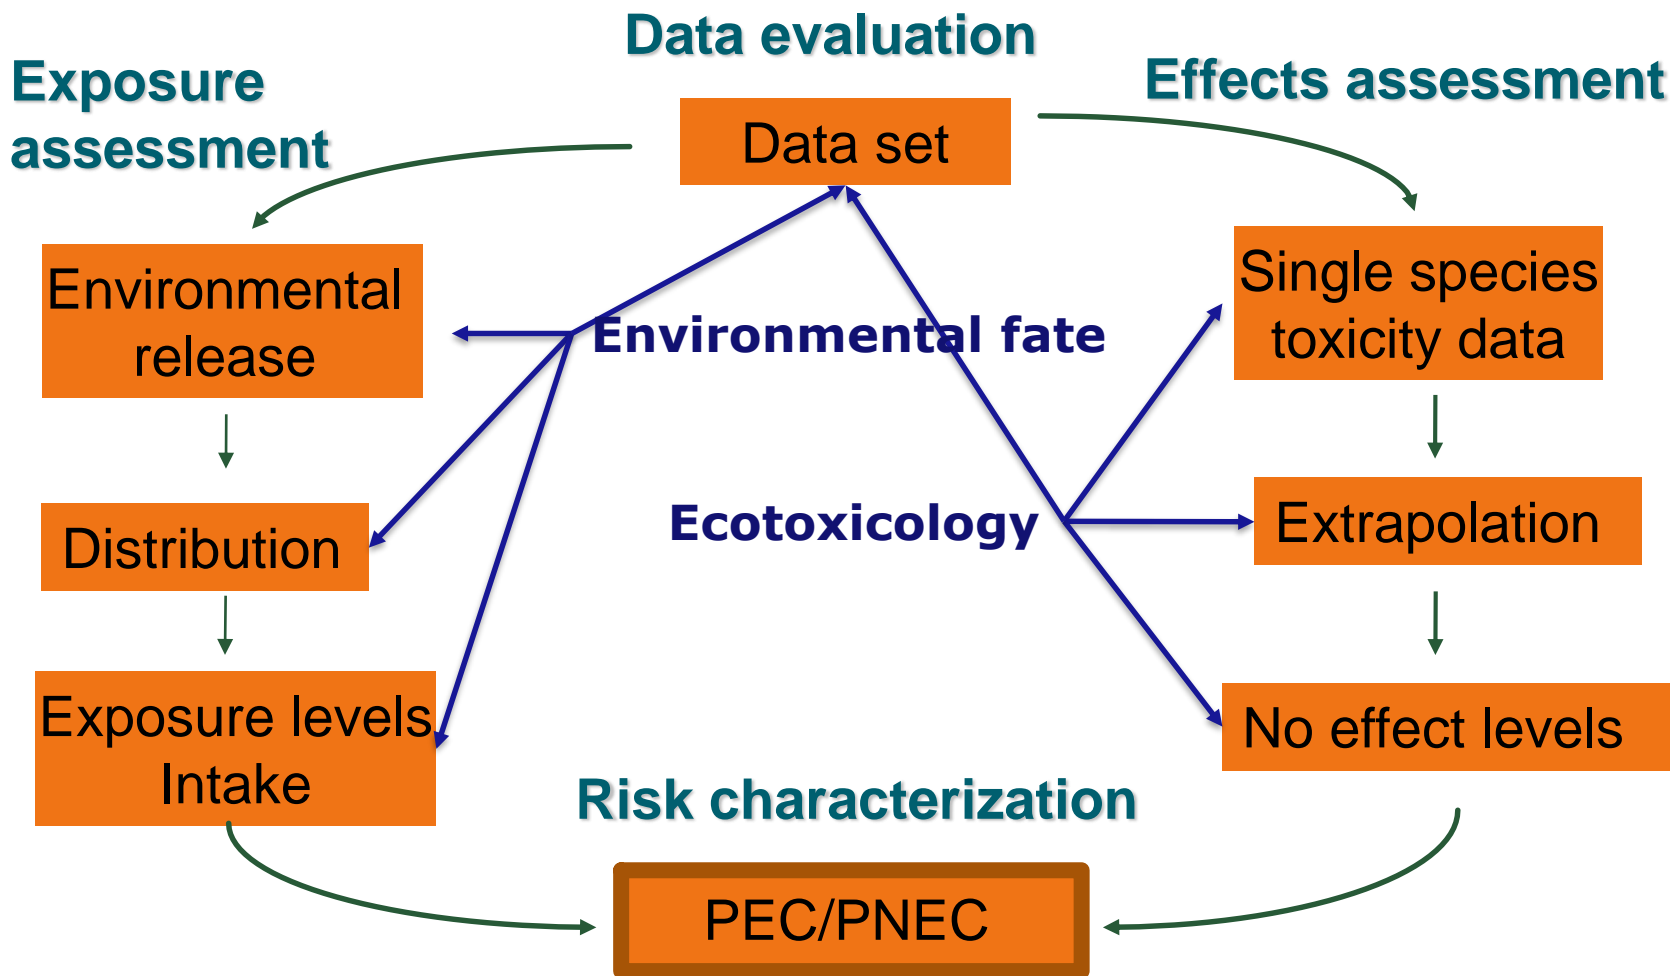 Data evaluation
Exposure
assessment
Effects assessment
Data set
Environmental
release
Single species
toxicity data
Environmental fate
Distribution
Ecotoxicology
Extrapolation
Exposure levels
Intake
No effect levels
Risk characterization
PEC/PNEC